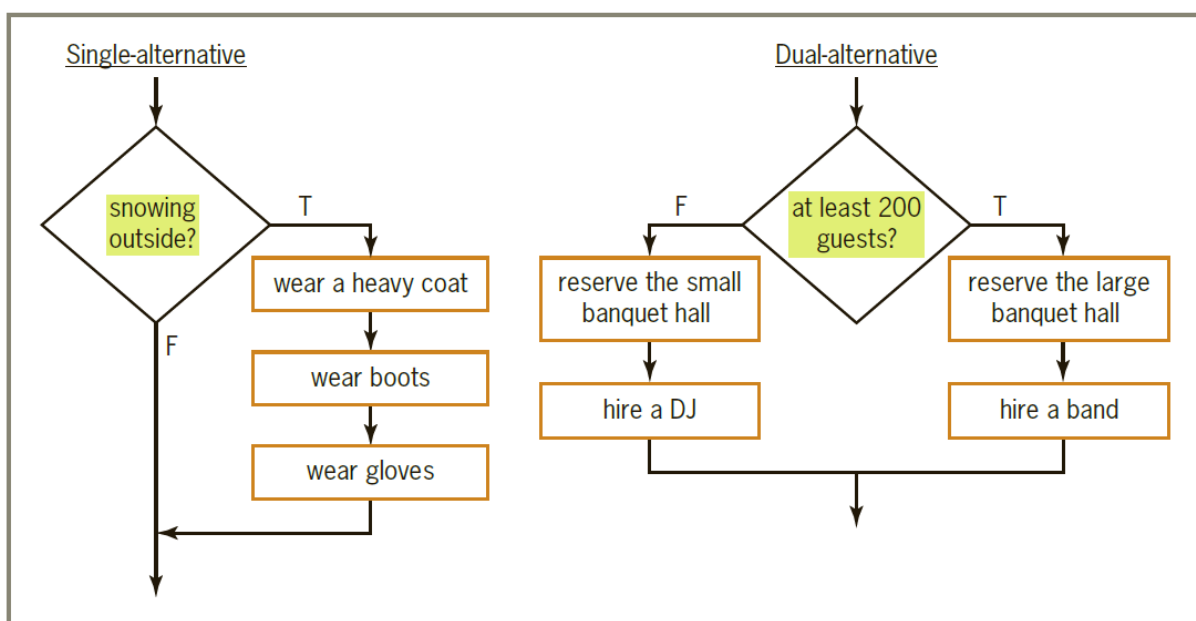 Single-alternative
snowing
outside?
T
F
wear a heavy coat
wear boots
wear gloves
Dual-alternative
at least 200
guests?
F
T
reserve the small
banquet hall
hire a DJ
reserve the large
banquet hall
hire a band